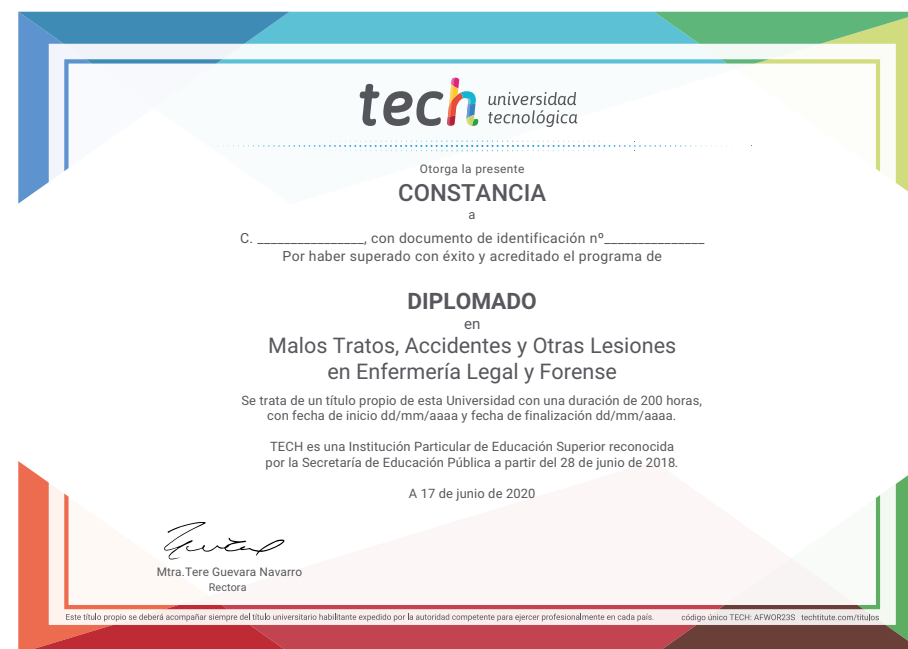 tech universidad
tecnológica
Otorga la presente
CONSTANCIA
a
C. ________________, con documento de identificación nº_______________
Por haber superado con éxito y acreditado el programa de
DIPLOMADO
en
Malos Tratos, Accidentes y Otras Lesiones
en Enfermería Legal y Forense
Se trata de un título propio de esta Universidad con una duración de 200 horas,
con fecha de inicio dd/mm/aaaa y fecha de finalización dd/mm/aaaa.
TECH es una Institución Particular de Educación Superior reconocida
por la Secretaría de Educación Pública a partir del 28 de junio de 2018.
A 17 de junio de 2020
Mtra.Tere Guevara Navarro
Rectora
Este título propio se deberá acompañar siempre del título universitario habilitante expedido por la autoridad competente para ejercer profesionalmente en cada país. código único TECH: AFWOR23S techtitute.com/titulos